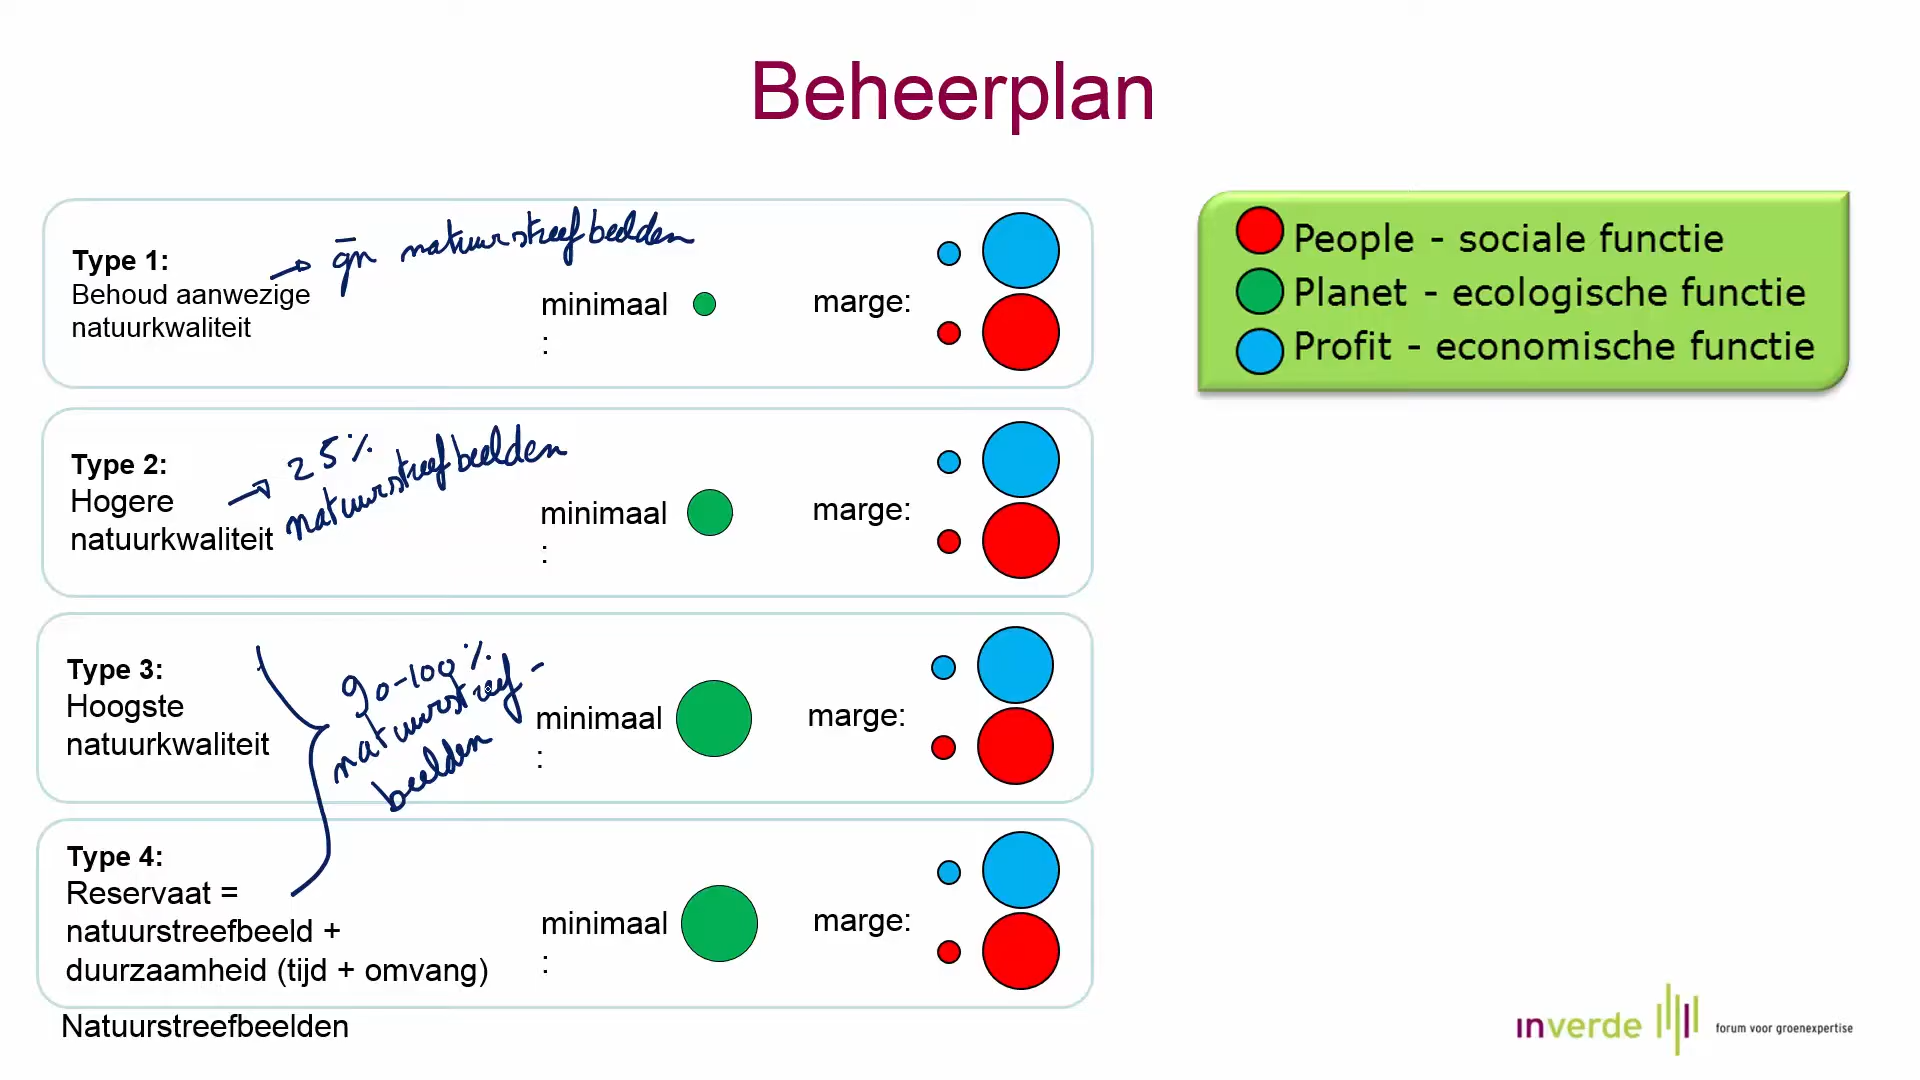 Beheerplan
Type 1:
Behoud aanwezige
natuurkwaliteit
→ gn natuurstreefbeelden
minimaal
:
marge:
Type 2:
Hogere
natuurkwaliteit
→ 25%
natuurstreefbeelden
minimaal
:
marge:
Type 3:
Hoogste
natuurkwaliteit
90-100%
natuurstreef-
beelden
minimaal
:
marge:
Type 4:
Reservaat =
natuurstreefbeeld +
duurzaamheid (tijd + omvang)
minimaal
:
marge:
Natuurstreefbeelden
People - sociale functie
Planet - ecologische functie
Profit - economische functie
inverde
forum voor groenexpertise